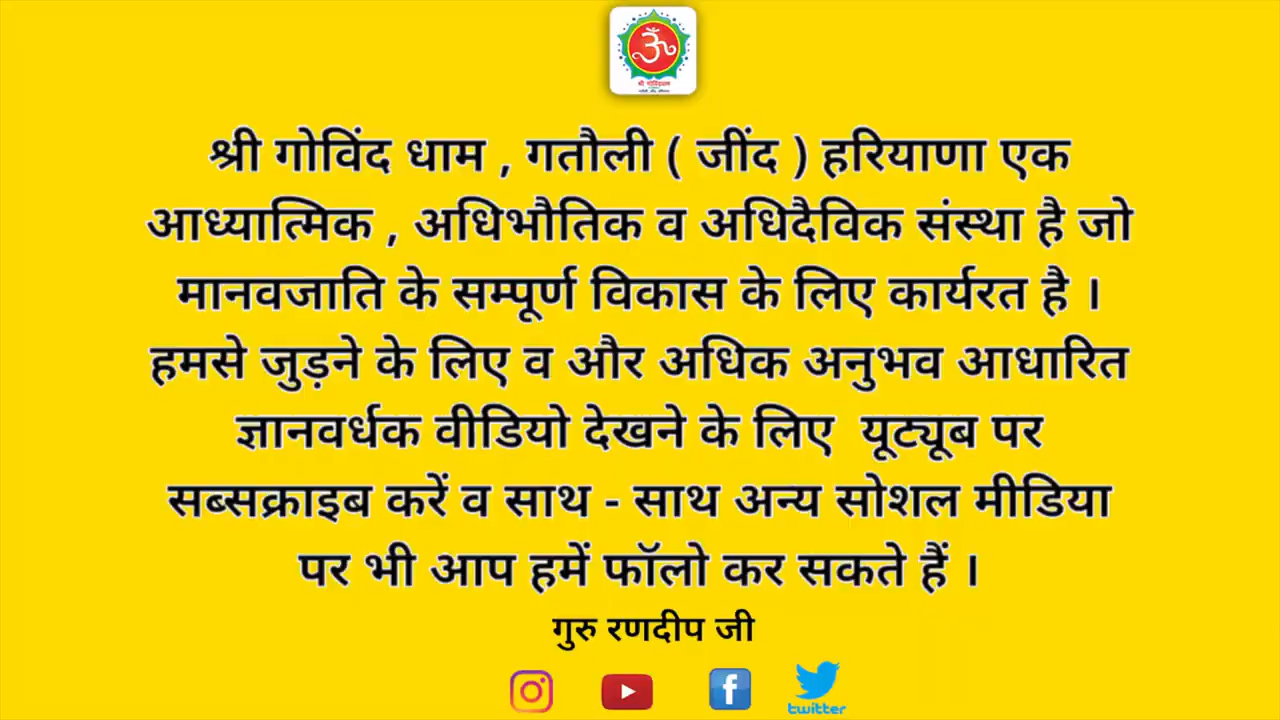 ॐ
श्री गोविंदधाम
श्री गोविंद धाम , गतौली ( जींद ) हरियाणा एक
आध्यात्मिक , अधिभौतिक व अधिदैविक संस्था है जो
मानवजाति के सम्पूर्ण विकास के लिए कार्यरत है ।
हमसे जुड़ने के लिए व और अधिक अनुभव आधारित
ज्ञानवर्धक वीडियो देखने के लिए यूट्यूब पर
सब्सक्राइब करें व साथ - साथ अन्य सोशल मीडिया
पर भी आप हमें फॉलो कर सकते हैं ।
गुरु रणदीप जी
twitter